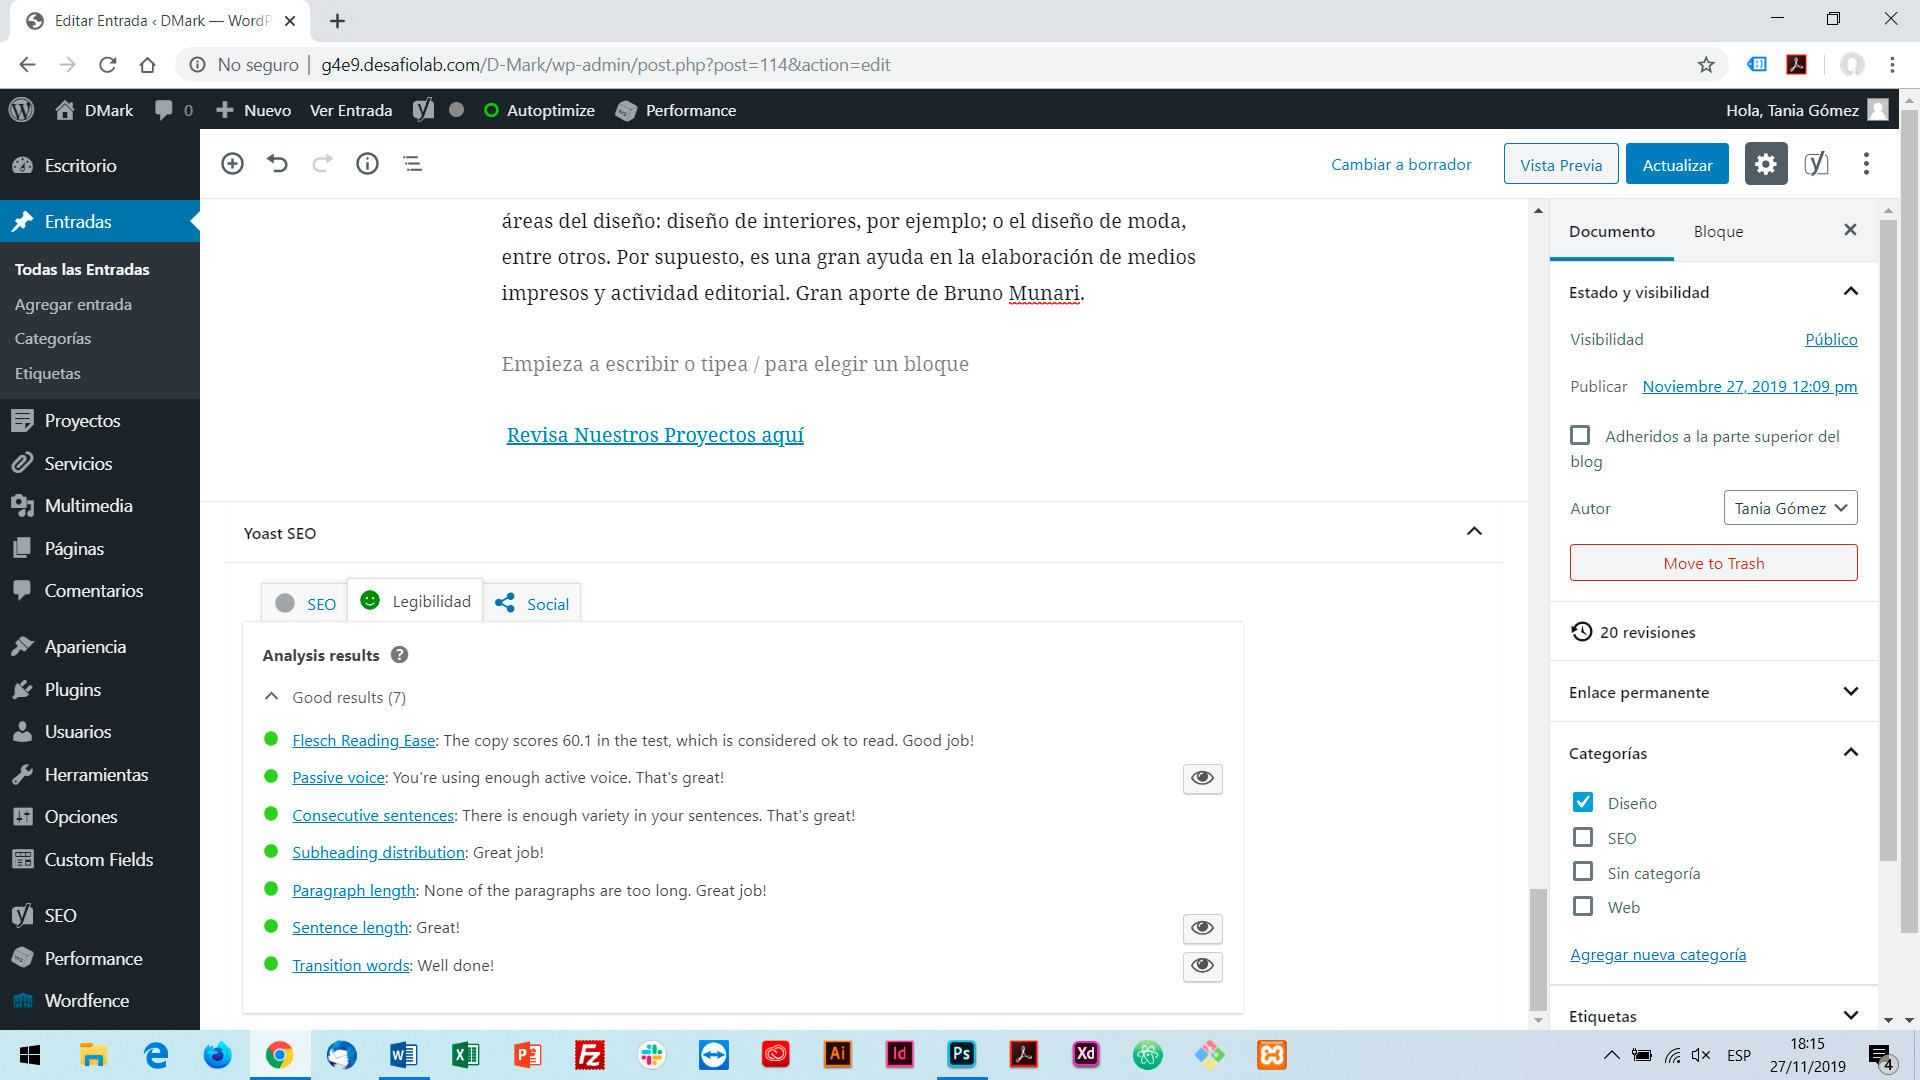 Editar Entrada ‹ DMark — WordP
No seguro | g4e9.desafiolab.com/D-Mark/wp-admin/post.php?post=114&action=edit
DMark 0 Nuevo Ver Entrada Autoptimize Performance Hola, Tania Gómez
Escritorio
Entradas
Todas las Entradas
Agregar entrada
Categorías
Etiquetas
Proyectos
Servicios
Multimedia
Páginas
Comentarios
Apariencia
Plugins
Usuarios
Herramientas
Opciones
Custom Fields
SEO
Performance
Wordfence
Cambiar a borrador Vista Previa Actualizar
áreas del diseño: diseño de interiores, por ejemplo; o el diseño de moda,
entre otros. Por supuesto, es una gran ayuda en la elaboración de medios
impresos y actividad editorial. Gran aporte de Bruno Munari.
Empieza a escribir o tipea / para elegir un bloque
Revisa Nuestros Proyectos aquí
Yoast SEO
SEO Legibilidad Social
Analysis results ?
Good results (7)
Flesch Reading Ease: The copy scores 60.1 in the test, which is considered ok to read. Good job!
Passive voice: You're using enough active voice. That's great!
Consecutive sentences: There is enough variety in your sentences. That's great!
Subheading distribution: Great job!
Paragraph length: None of the paragraphs are too long. Great job!
Sentence length: Great!
Transition words: Well done!
Documento Bloque
Estado y visibilidad
Visibilidad Público
Publicar Noviembre 27, 2019 12:09 pm
Adheridos a la parte superior del
blog
Autor Tania Gómez
Move to Trash
20 revisiones
Enlace permanente
Categorías
Diseño
SEO
Sin categoría
Web
Agregar nueva categoría
Etiquetas
Ai Id Ps Xd
ESP
18:15
27/11/2019
4